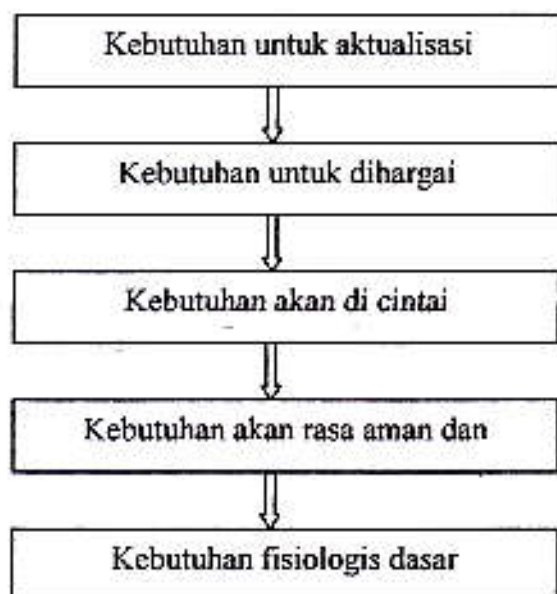 Kebutuhan untuk aktualisasi
Kebutuhan untuk dihargai
Kebutuhan akan di cintai
Kebutuhan akan rasa aman dan
Kebutuhan fisiologis dasar